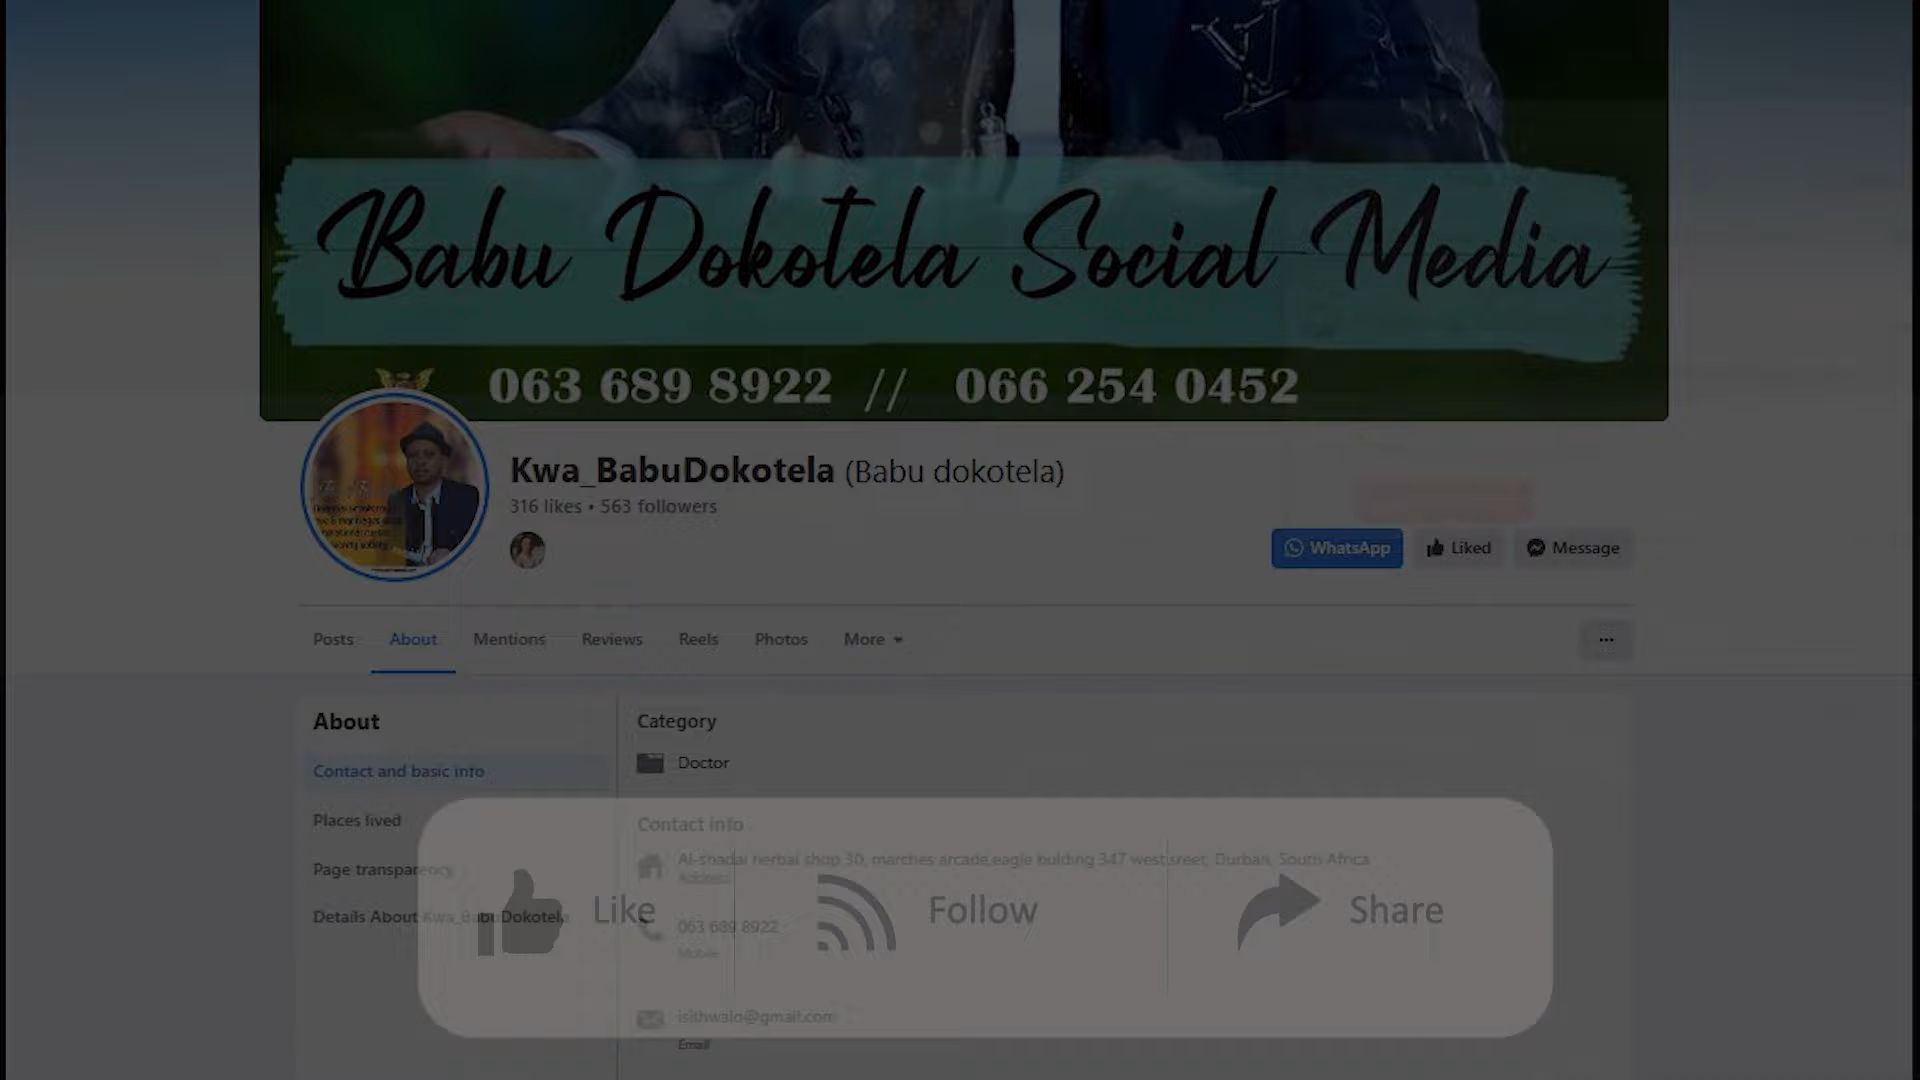 Babu Dokotela Social Media
063 689 8922 // 066 254 0452
Kwa_BabuDokotela (Babu dokotela)
316 likes • 563 followers
WhatsApp
Liked
Message
Posts
About
Mentions
Reviews
Reels
Photos
More
About
Contact and basic info
Places lived
Page transparency
Details About Kwa_BabuDokotela
Category
Doctor
Contact info
Al-shadai herbal shop 30, marches arcade,eagle building 347 west sreet, Durban, South Africa
Address
063 689 8922
Mobile
isithwalo@gmail.com
Email
Like
Follow
Share